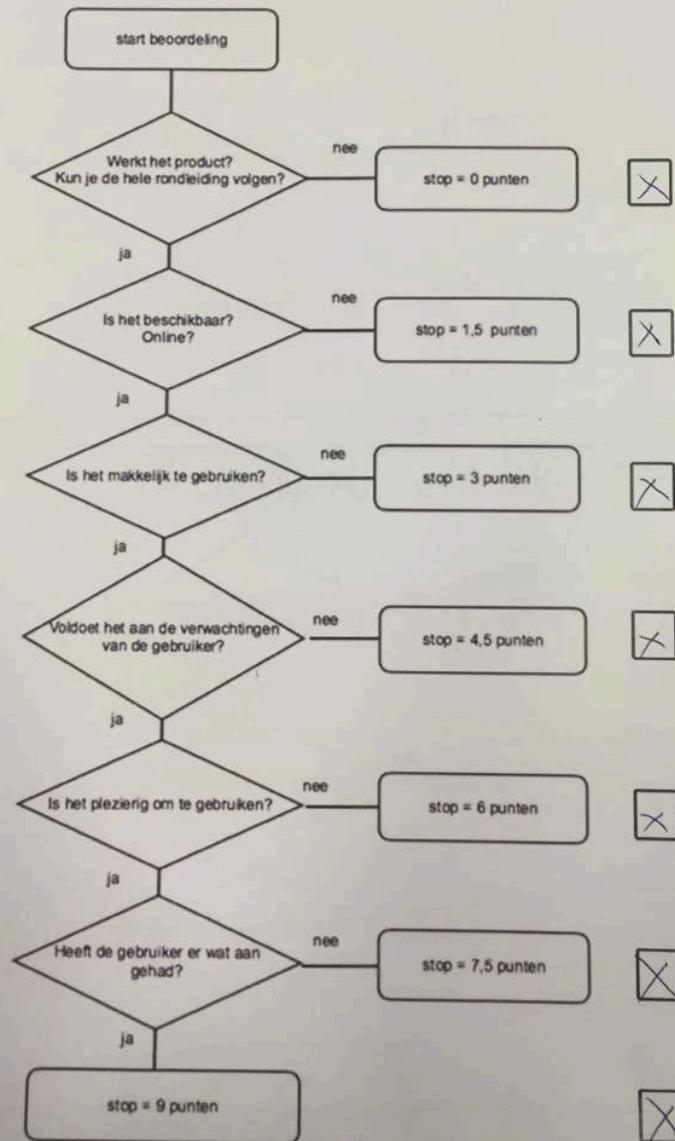 start beoordeling
Werkt het product?
Kun je de hele rondleiding volgen?
nee
stop = 0 punten
ja
Is het beschikbaar?
Online?
nee
stop = 1,5 punten
ja
Is het makkelijk te gebruiken?
nee
stop = 3 punten
ja
Voldoet het aan de verwachtingen
van de gebruiker?
nee
stop = 4,5 punten
ja
Is het plezierig om te gebruiken?
nee
stop = 6 punten
ja
Heeft de gebruiker er wat aan
gehad?
nee
stop = 7,5 punten
ja
stop = 9 punten